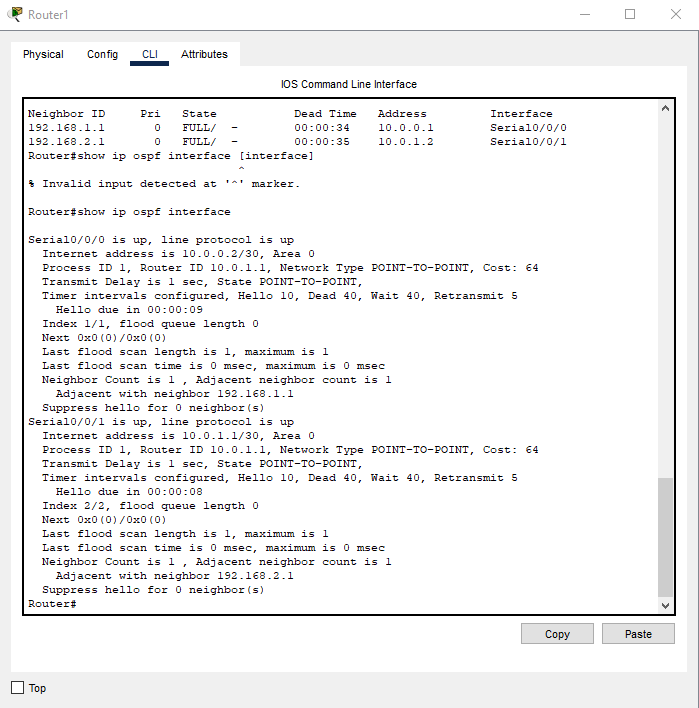 Router1
Physical Config CLI Attributes
IOS Command Line Interface
Neighbor ID     Pri   State           Dead Time   Address         Interface
192.168.1.1       0   FULL/  -        00:00:34    10.0.0.1        Serial0/0/0
192.168.2.1       0   FULL/  -        00:00:35    10.0.1.2        Serial0/0/1
Router#show ip ospf interface [interface]
                              ^
% Invalid input detected at '^' marker.
Router#show ip ospf interface
Serial0/0/0 is up, line protocol is up
  Internet address is 10.0.0.2/30, Area 0
  Process ID 1, Router ID 10.0.1.1, Network Type POINT-TO-POINT, Cost: 64
  Transmit Delay is 1 sec, State POINT-TO-POINT,
  Timer intervals configured, Hello 10, Dead 40, Wait 40, Retransmit 5
    Hello due in 00:00:09
  Index 1/1, flood queue length 0
  Next 0x0(0)/0x0(0)
  Last flood scan length is 1, maximum is 1
  Last flood scan time is 0 msec, maximum is 0 msec
  Neighbor Count is 1 , Adjacent neighbor count is 1
    Adjacent with neighbor 192.168.1.1
  Suppress hello for 0 neighbor(s)
Serial0/0/1 is up, line protocol is up
  Internet address is 10.0.1.1/30, Area 0
  Process ID 1, Router ID 10.0.1.1, Network Type POINT-TO-POINT, Cost: 64
  Transmit Delay is 1 sec, State POINT-TO-POINT,
  Timer intervals configured, Hello 10, Dead 40, Wait 40, Retransmit 5
    Hello due in 00:00:08
  Index 2/2, flood queue length 0
  Next 0x0(0)/0x0(0)
  Last flood scan length is 1, maximum is 1
  Last flood scan time is 0 msec, maximum is 0 msec
  Neighbor Count is 1 , Adjacent neighbor count is 1
    Adjacent with neighbor 192.168.2.1
  Suppress hello for 0 neighbor(s)
Router#
Copy Paste
Top